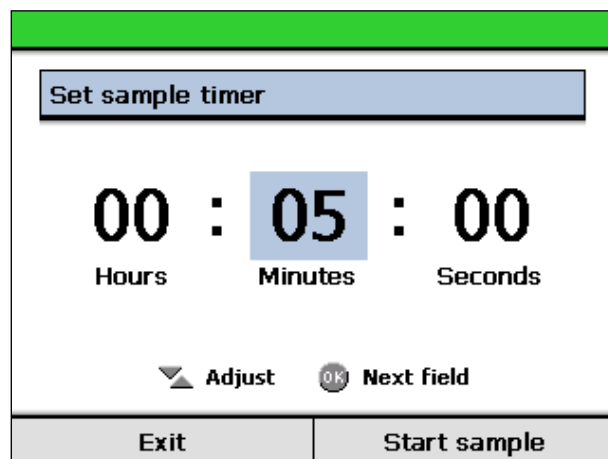 Set sample timer
00 : 05 : 00
Hours Minutes Seconds
Adjust OK Next field
Exit Start sample